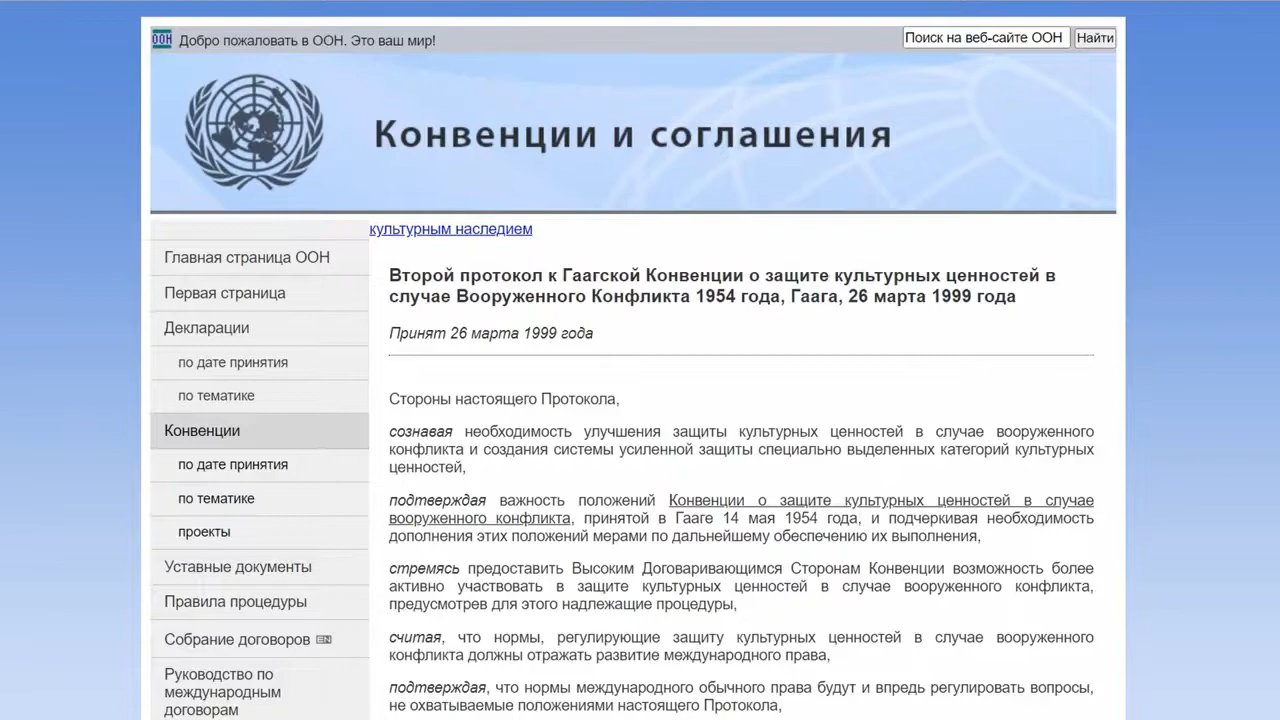 ООН Добро пожаловать в ООН. Это ваш мир!
Поиск на веб-сайте ООН Найти
Конвенции и соглашения
Главная страница ООН
Первая страница
Декларации
по дате принятия
по тематике
Конвенции
по дате принятия
по тематике
проекты
Уставные документы
Правила процедуры
Собрание договоров EN
Руководство по
международным
договорам
культурным наследием
Второй протокол к Гаагской Конвенции о защите культурных ценностей в
случае Вооруженного Конфликта 1954 года, Гаага, 26 марта 1999 года
Принят 26 марта 1999 года
Стороны настоящего Протокола,
сознавая необходимость улучшения защиты культурных ценностей в случае вооруженного
конфликта и создания системы усиленной защиты специально выделенных категорий культурных
ценностей,
подтверждая важность положений Конвенции о защите культурных ценностей в случае
вооруженного конфликта, принятой в Гааге 14 мая 1954 года, и подчеркивая необходимость
дополнения этих положений мерами по дальнейшему обеспечению их выполнения,
стремясь предоставить Высоким Договаривающимся Сторонам Конвенции возможность более
активно участвовать в защите культурных ценностей в случае вооруженного конфликта,
предусмотрев для этого надлежащие процедуры,
считая, что нормы, регулирующие защиту культурных ценностей в случае вооруженного
конфликта должны отражать развитие международного права,
подтверждая, что нормы международного обычного права будут и впредь регулировать вопросы,
не охватываемые положениями настоящего Протокола,